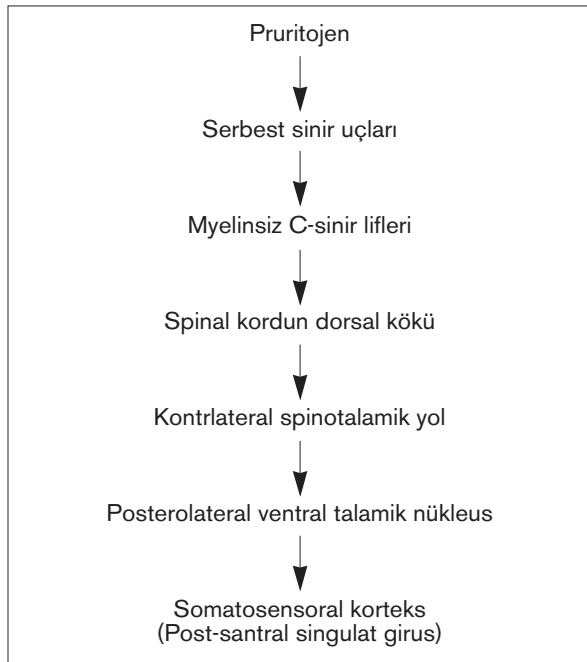 Pruritojen
Serbest sinir uçları
Myelinsiz C-sinir lifleri
Spinal kordun dorsal kökü
Kontrlateral spinotalamik yol
Posterolateral ventral talamik nükleus
Somatosensoral korteks
(Post-santral singulat girus)